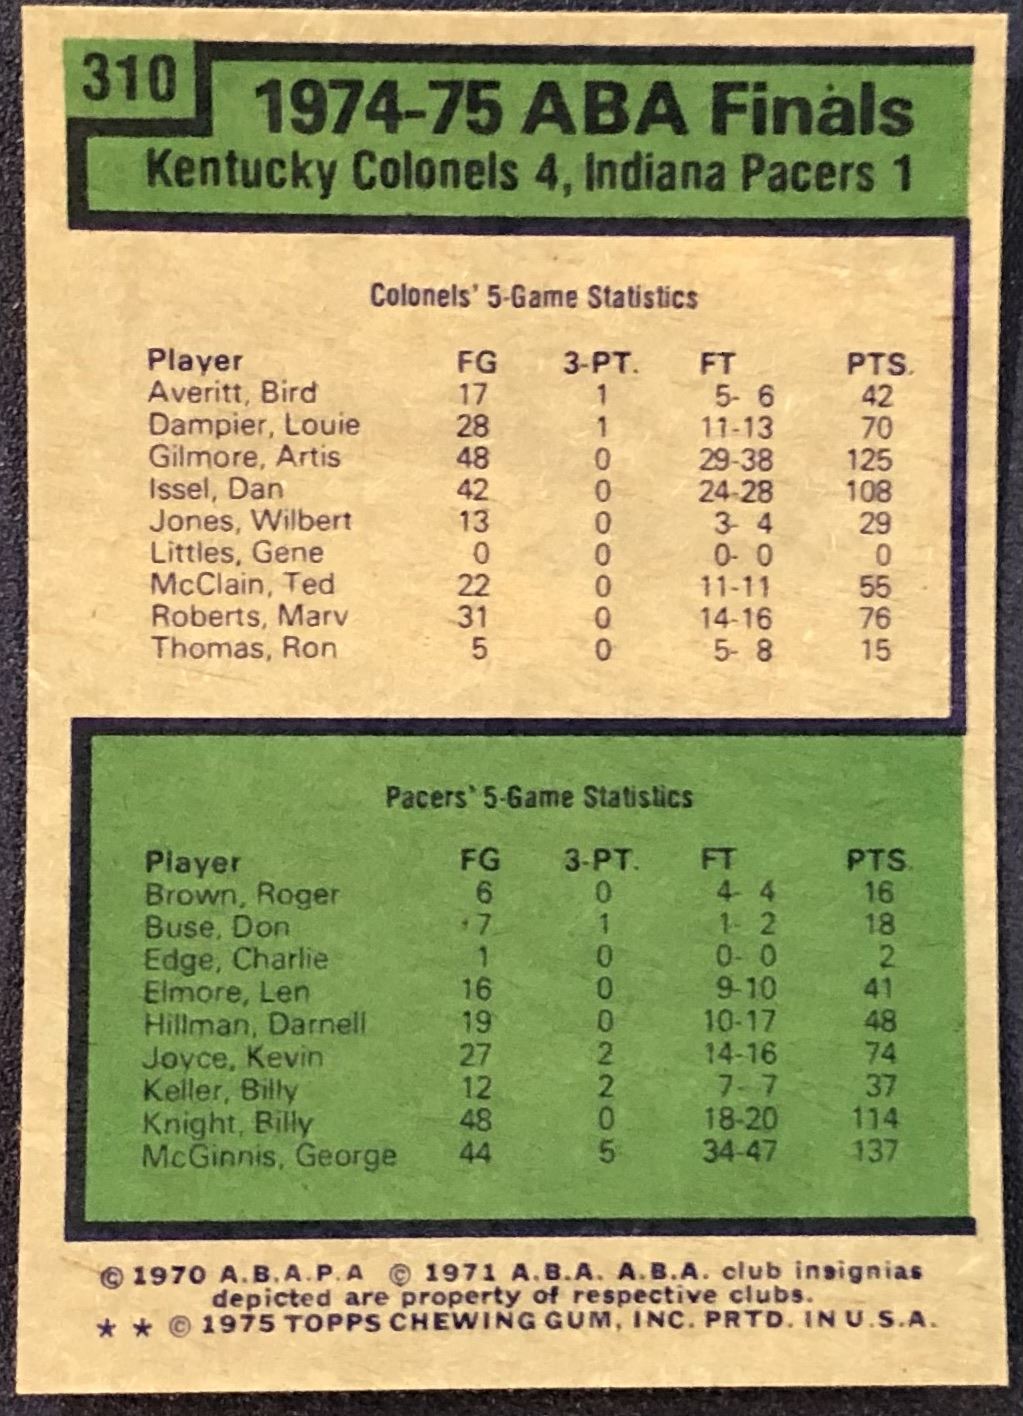 310
1974-75 ABA Finals
Kentucky Colonels 4, Indiana Pacers 1
Colonels' 5-Game Statistics
Player FG 3-PT. FT PTS.
Averitt, Bird 17 1 5- 6 42
Dampier, Louie 28 1 11-13 70
Gilmore, Artis 48 0 29-38 125
Issel, Dan 42 0 24-28 108
Jones, Wilbert 13 0 3- 4 29
Littles, Gene 0 0 0- 0 0
McClain, Ted 22 0 11-11 55
Roberts, Marv 31 0 14-16 76
Thomas, Ron 5 0 5- 8 15
Pacers' 5-Game Statistics
Player FG 3-PT. FT PTS.
Brown, Roger 6 0 4- 4 16
Buse, Don 7 1 1- 2 18
Edge, Charlie 1 0 0- 0 2
Elmore, Len 16 0 9-10 41
Hillman, Darnell 19 0 10-17 48
Joyce, Kevin 27 2 14-16 74
Keller, Billy 12 2 7- 7 37
Knight, Billy 48 0 18-20 114
McGinnis, George 44 5 34-47 137
© 1970 A.B.A.P.A © 1971 A.B.A. A.B.A. club insignias
depicted are property of respective clubs.
★ ★ © 1975 TOPPS CHEWING GUM, INC. PRTD. IN U.S.A.